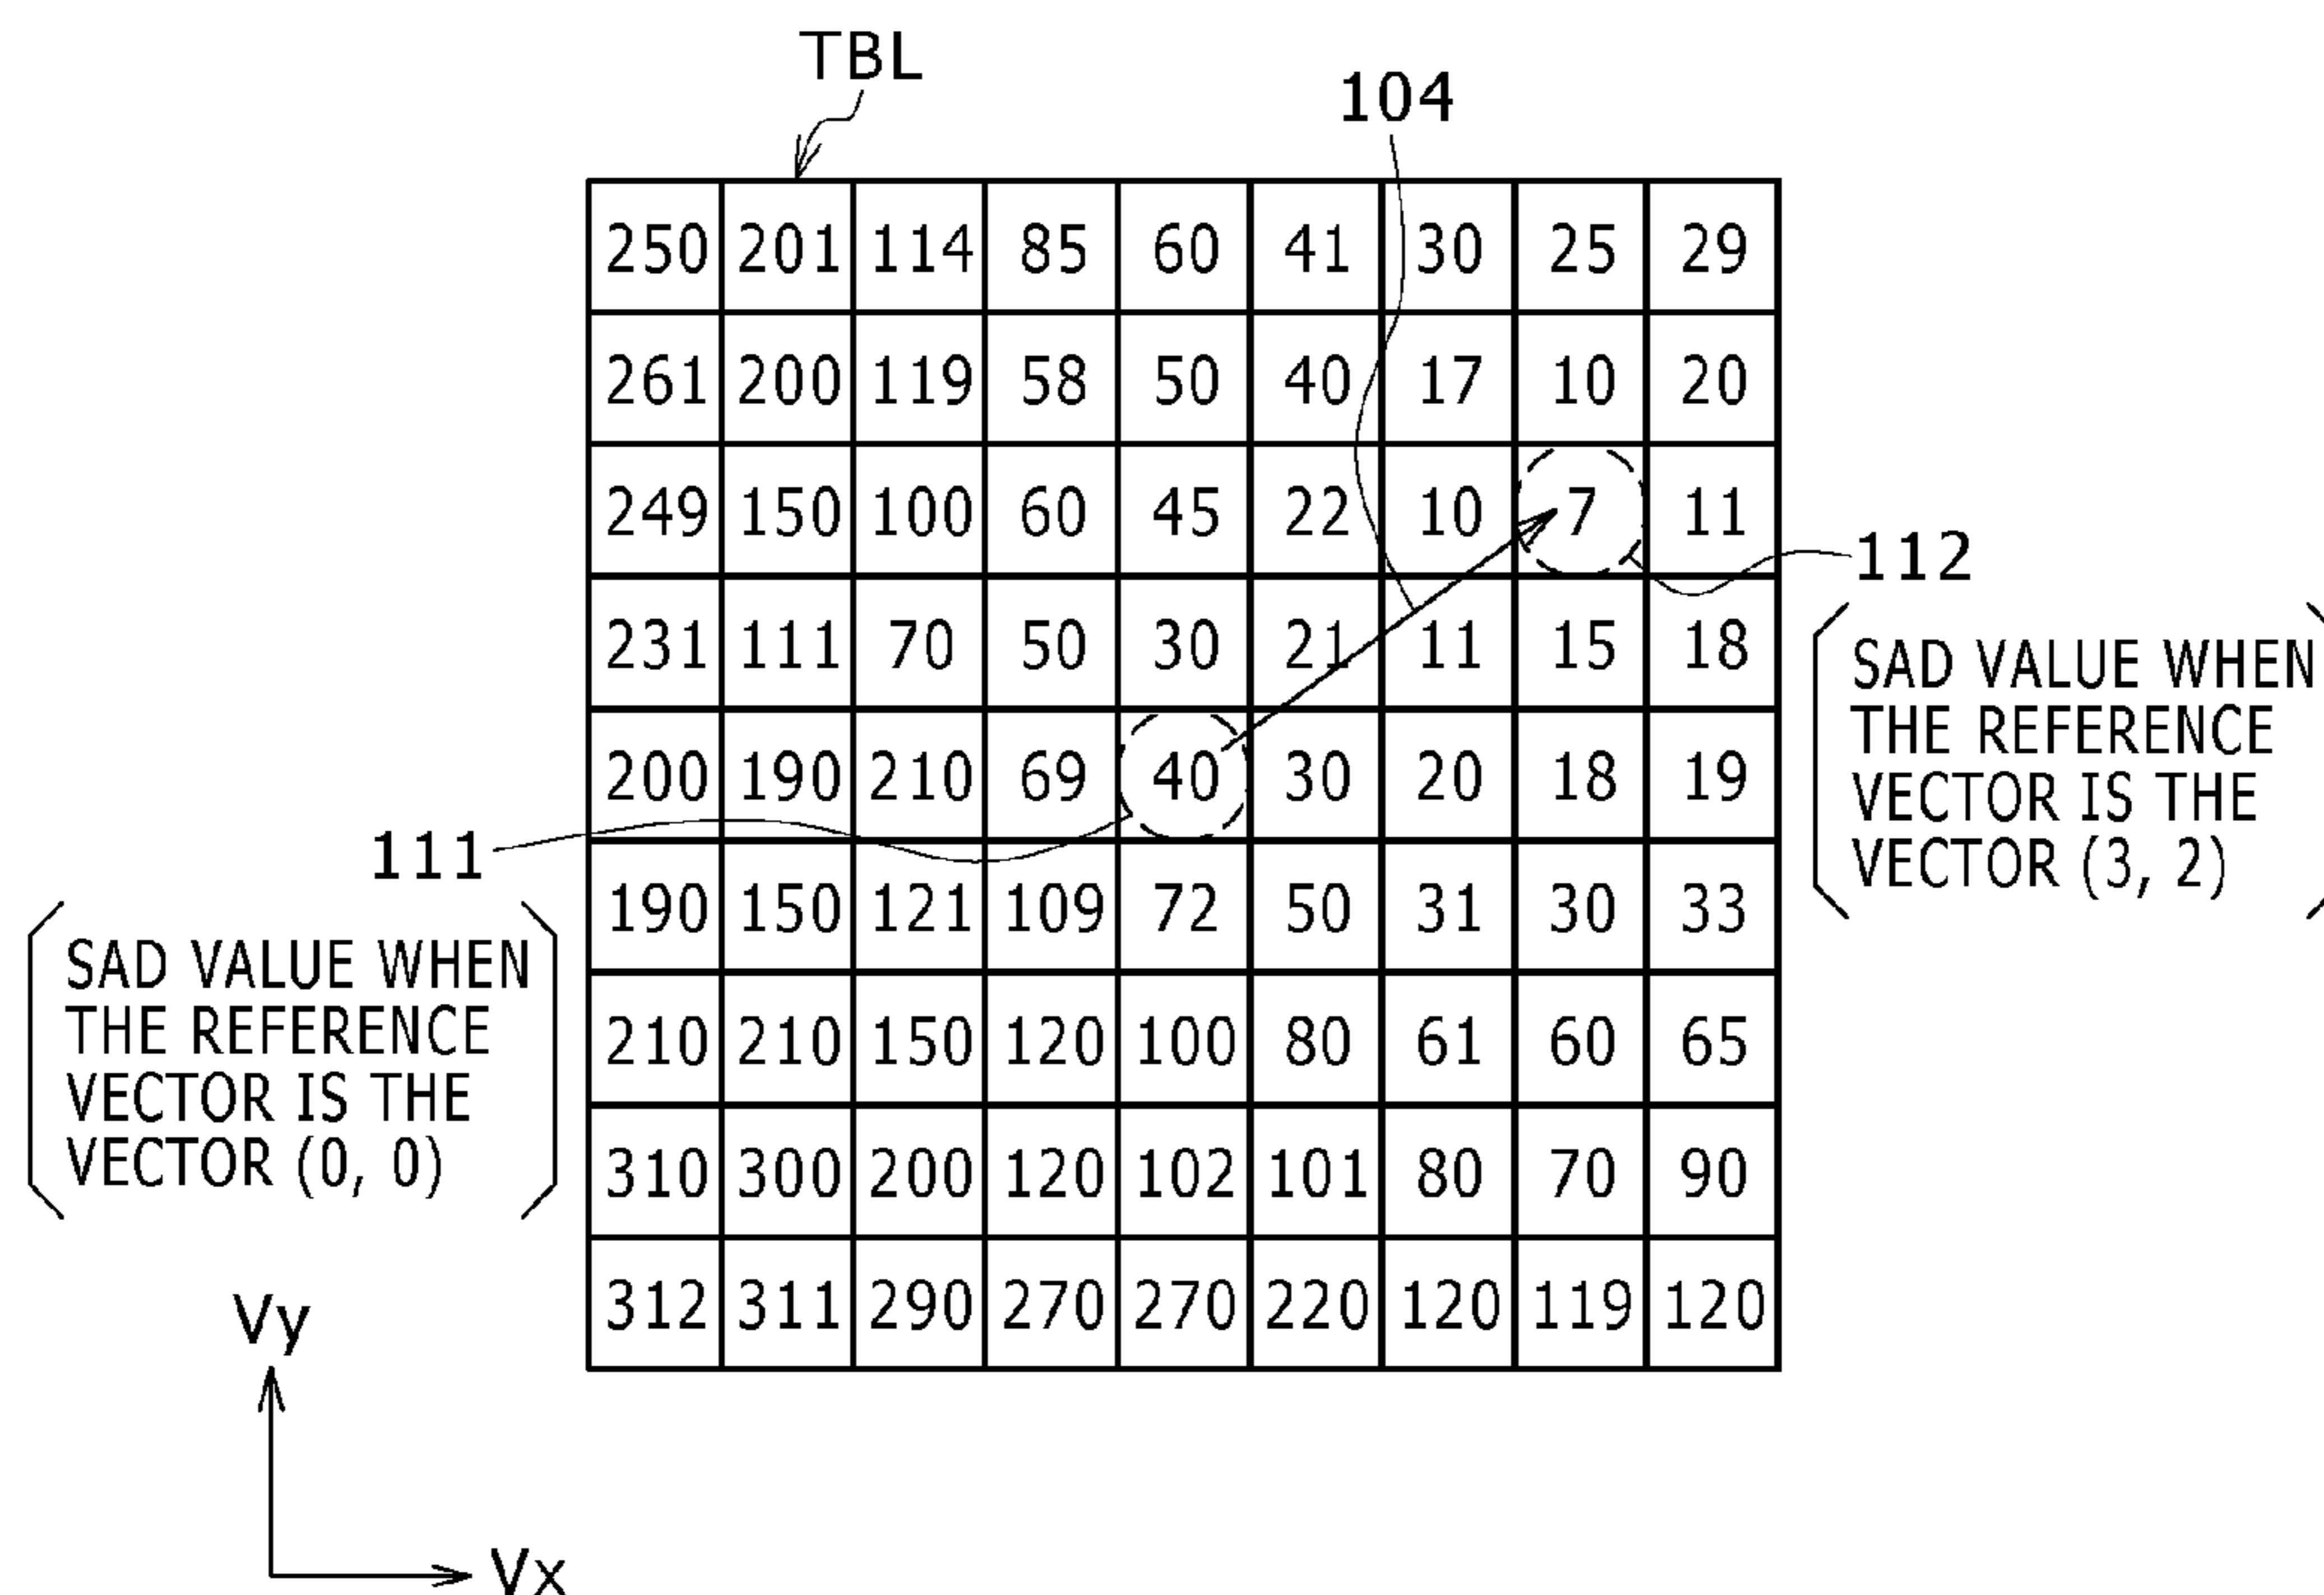 TBL
104
250 201 114 85 60 41 30 25 29
261 200 119 58 50 40 17 10 20
249 150 100 60 45 22 10 7 11
112
231 111 70 50 30 21 11 15 18
SAD VALUE WHEN
THE REFERENCE
VECTOR IS THE
VECTOR (3, 2)
200 190 210 69 40 30 20 18 19
111
SAD VALUE WHEN
THE REFERENCE
VECTOR IS THE
VECTOR (0, 0)
190 150 121 109 72 50 31 30 33
210 210 150 120 100 80 61 60 65
310 300 200 120 102 101 80 70 90
312 311 290 270 270 220 120 119 120
Vy
Vx